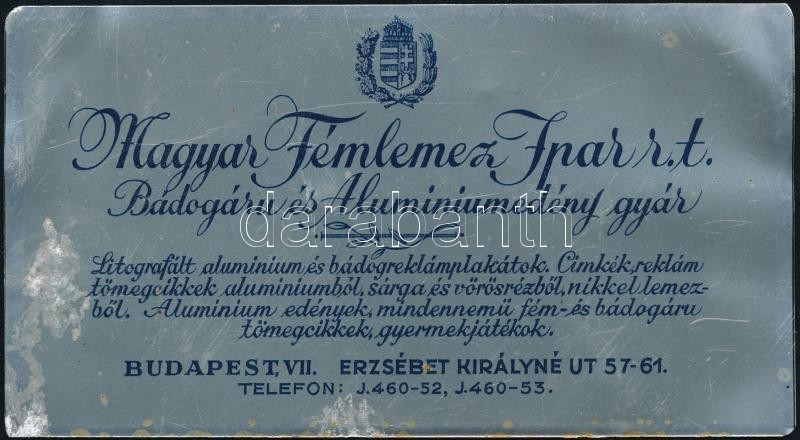 Magyar Fémlemez Ipar r.t.
Bádogáru és Aluminiumedény gyár
darabanth
Litografált aluminium és bádogreklámplakátok. Cimkék, reklám
tömegcikkek aluminiumból, sárga és vörösrézből, nikkel lemez-
ből. Aluminium edények, mindennemü fém- és bádogáru
tömegcikkek, gyermekjátékok.
BUDAPEST, VII. ERZSÉBET KIRÁLYNÉ UT 57-61.
TELEFON: J.460-52, J.460-53.